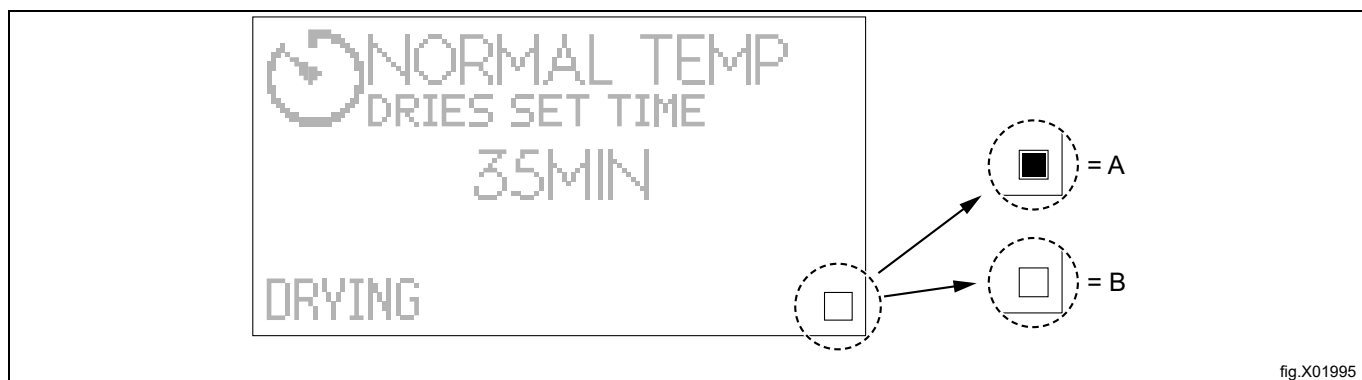 NORMAL TEMP
DRIES SET TIME
35MIN
DRYING
= A
= B
fig.X01995